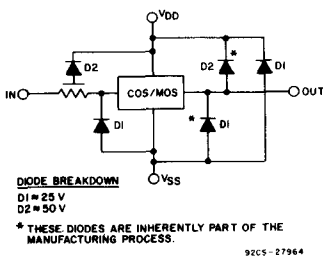 VDD
D2
*
D2
D1
IN
COS/MOS
OUT
D1
*
D1
VSS
DIODE BREAKDOWN
D1≈25 V
D2≈50 V
* THESE DIODES ARE INHERENTLY PART OF THE
MANUFACTURING PROCESS.
92CS-27964